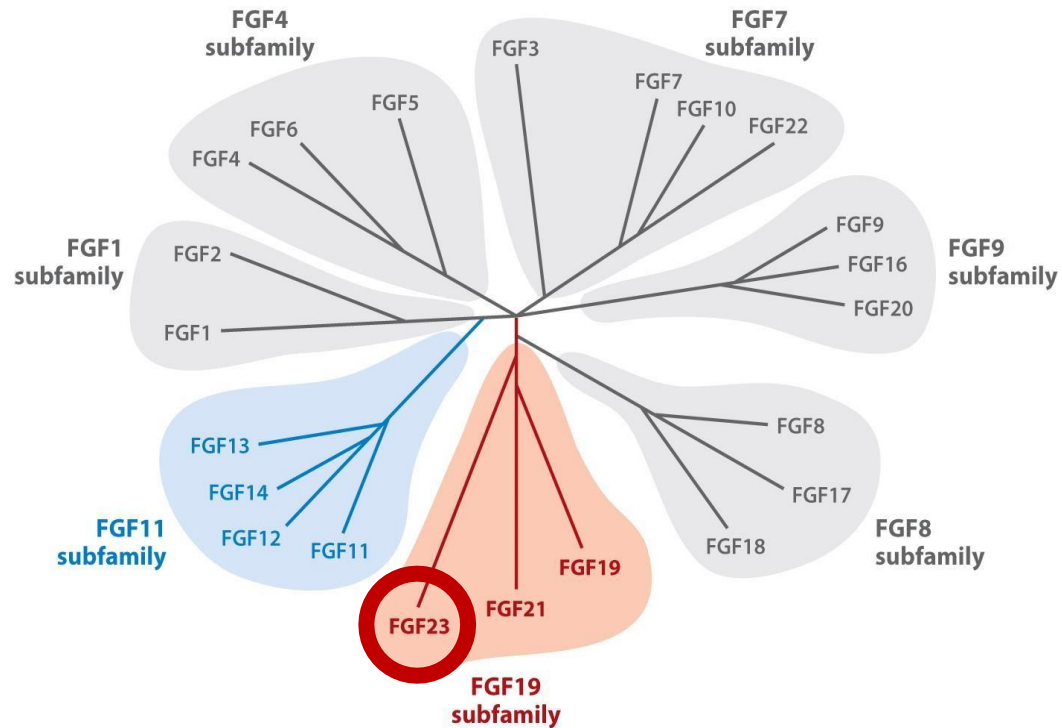 FGF4
subfamily
FGF7
subfamily
FGF3
FGF7
FGF5
FGF10
FGF22
FGF6
FGF4
FGF9
FGF1
subfamily
FGF2
FGF9
subfamily
FGF16
FGF20
FGF1
FGF8
FGF13
FGF14
FGF17
FGF12
FGF11
FGF18
FGF11
subfamily
FGF8
subfamily
FGF19
FGF21
FGF23
FGF19
subfamily